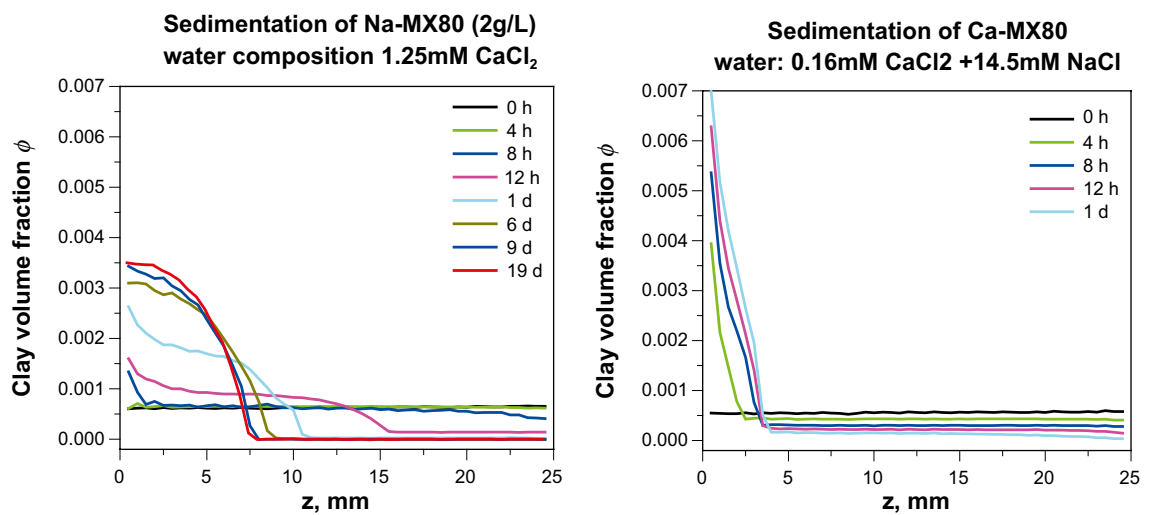 Sedimentation of Na-MX80 (2g/L)
water composition 1.25mM CaCl₂
0.007
0.006
0.005
0.004
0.003
0.002
0.001
0.000
Clay volume fraction ϕ
0 h
4 h
8 h
12 h
1 d
6 d
9 d
19 d
0 5 10 15 20 25
z, mm
Sedimentation of Ca-MX80
water: 0.16mM CaCl2 +14.5mM NaCl
0.007
0.006
0.005
0.004
0.003
0.002
0.001
0.000
Clay volume fraction ϕ
0 h
4 h
8 h
12 h
1 d
0 5 10 15 20 25
z, mm